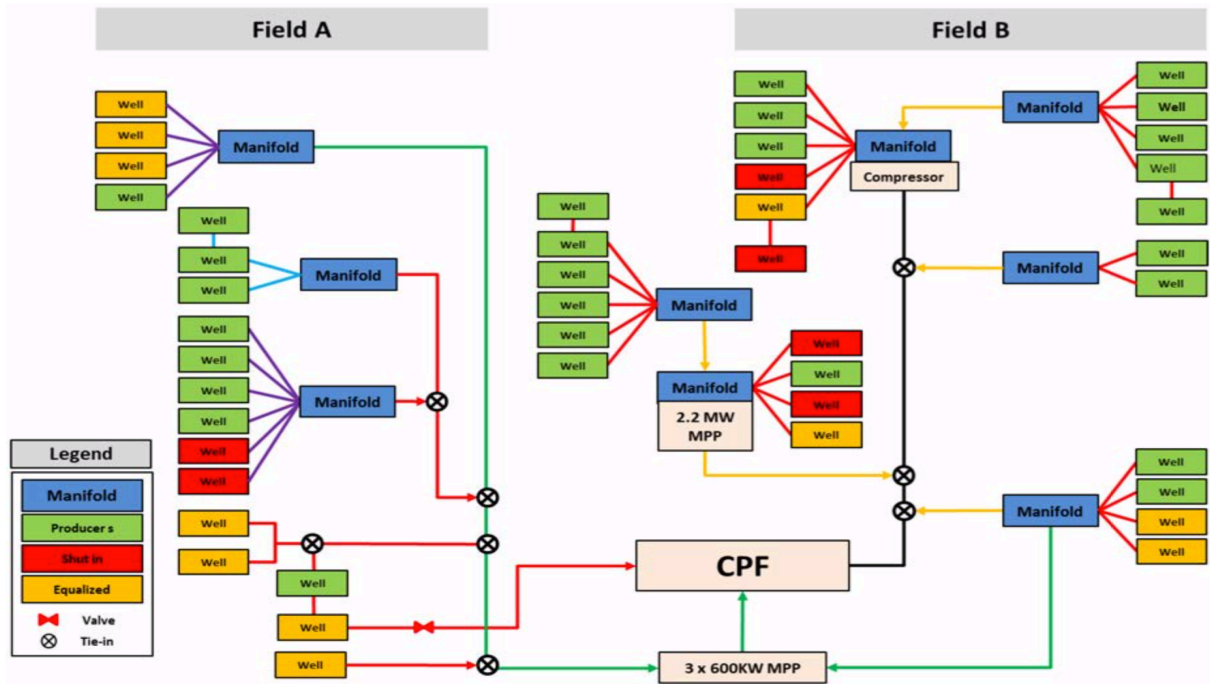 Field A
Well
Well
Well
Well
Manifold
Well
Well
Well
Manifold
Well
Well
Well
Well
Well
Well
Manifold
Well
Well
Well
Well
Well
Legend
Manifold
Producer s
Shut in
Equalized
Valve
Tie-in
Field B
Well
Well
Well
Well
Well
Well
Manifold
Compressor
Manifold
Well
Well
Well
Well
Well
Manifold
Well
Well
Well
Well
Well
Well
Well
Well
Manifold
Manifold
2.2 MW
MPP
Well
Well
Well
Well
Manifold
Well
Well
Well
Well
CPF
3 x 600KW MPP